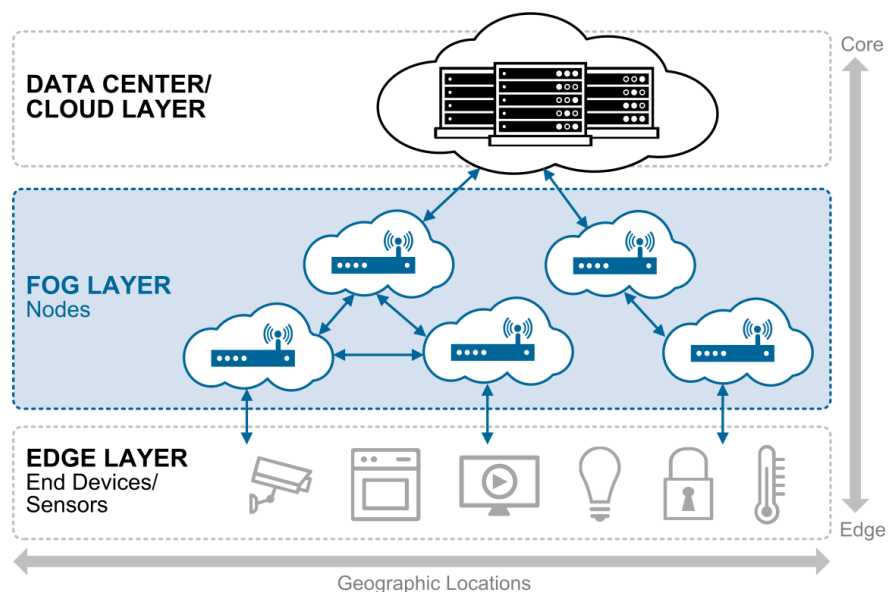 Core
DATA CENTER/
CLOUD LAYER
FOG LAYER
Nodes
EDGE LAYER
End Devices/
Sensors
Edge
Geographic Locations